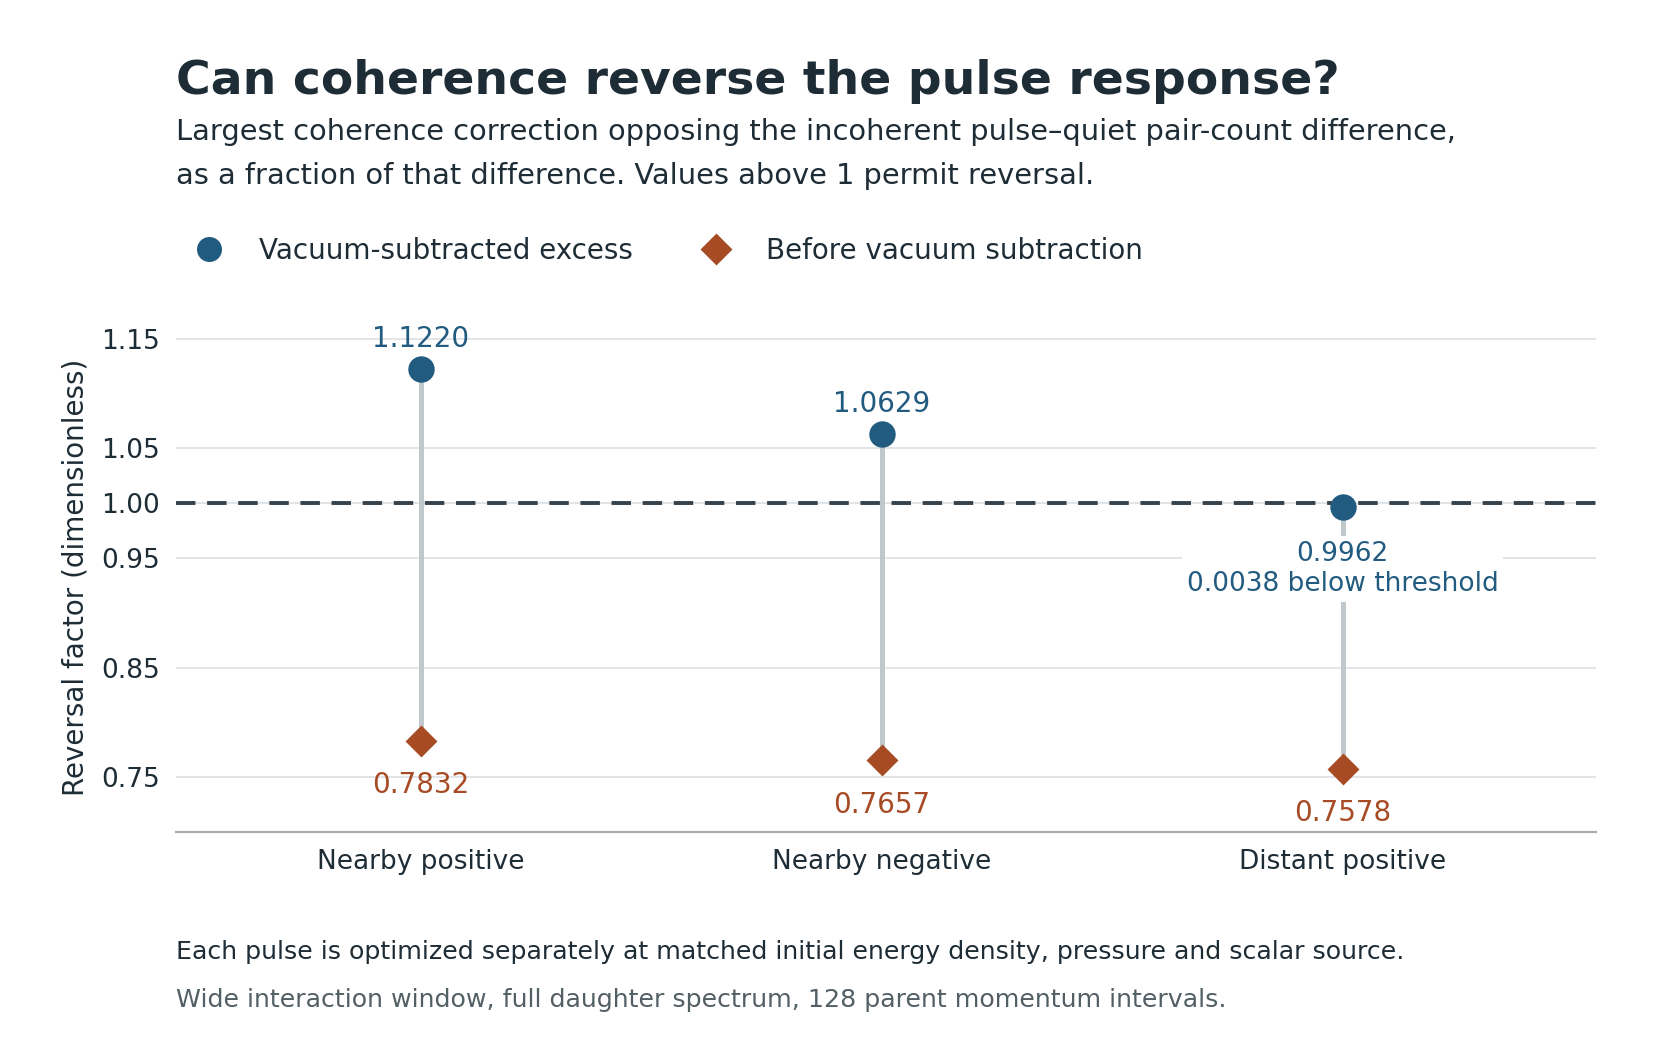 Can coherence reverse the pulse response?
Largest coherence correction opposing the incoherent pulse–quiet pair-count difference,
as a fraction of that difference. Values above 1 permit reversal.
Vacuum-subtracted excess
Before vacuum subtraction
Reversal factor (dimensionless)
1.15
1.05
1.00
0.95
0.85
0.75
1.1220
1.0629
0.9962
0.0038 below threshold
0.7832
0.7657
0.7578
Nearby positive
Nearby negative
Distant positive
Each pulse is optimized separately at matched initial energy density, pressure and scalar source.
Wide interaction window, full daughter spectrum, 128 parent momentum intervals.